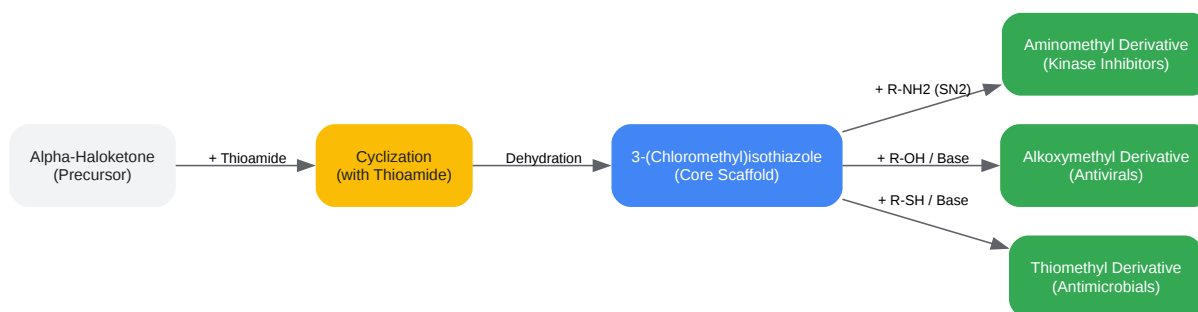 Alpha-Haloketone
(Precursor)
+ Thioamide
Cyclization
(with Thioamide)
Dehydration
3-(Chloromethyl)isothiazole
(Core Scaffold)
+ R-NH2 (SN2)
Aminomethyl Derivative
(Kinase Inhibitors)
+ R-OH / Base
Alkoxymethyl Derivative
(Antivirals)
+ R-SH / Base
Thiomethyl Derivative
(Antimicrobials)